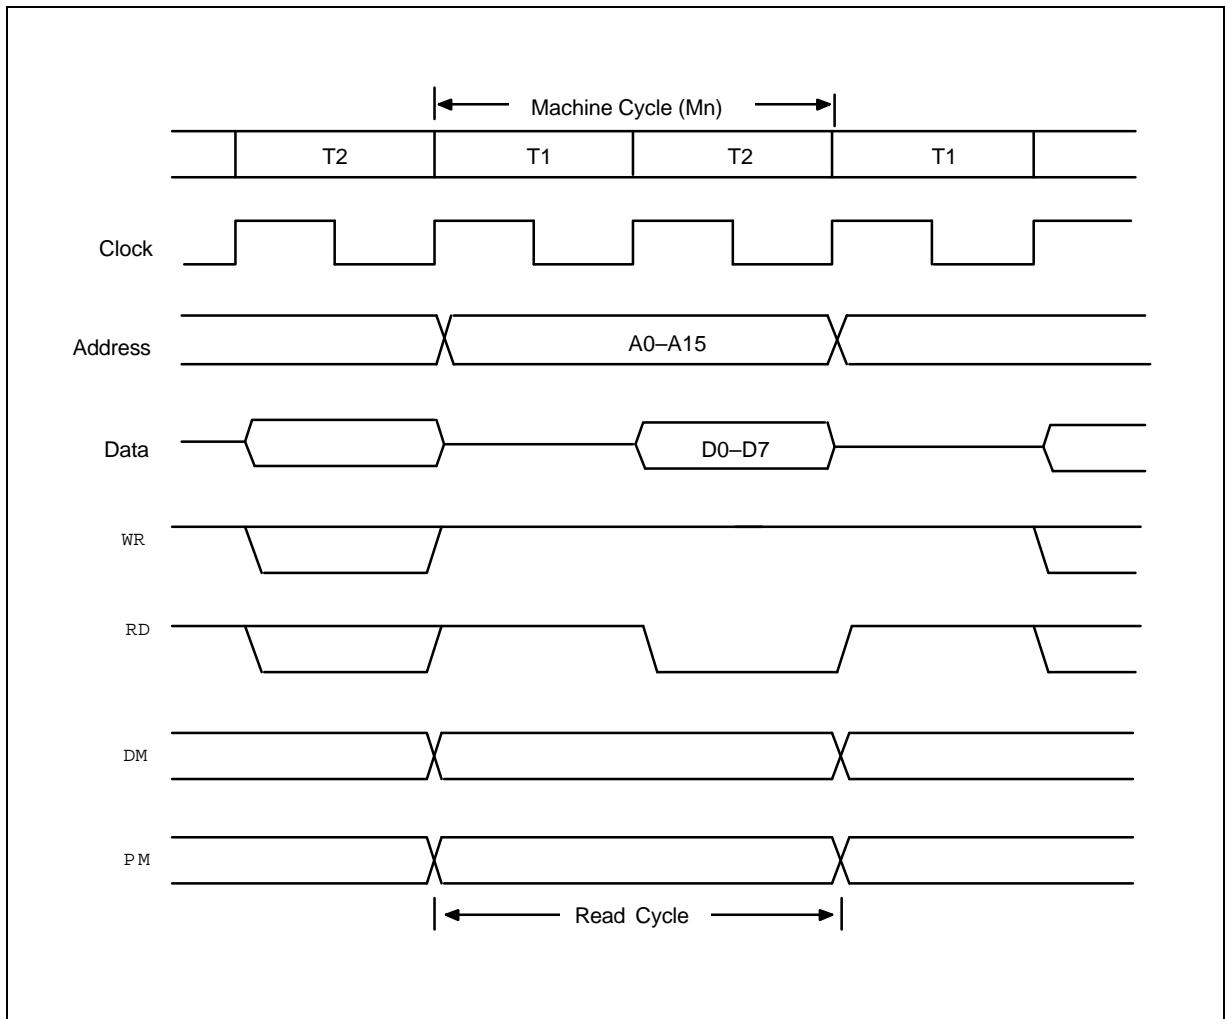 Machine Cycle (Mn)
T2 T1 T2 T1
Clock
Address A0–A15
Data D0–D7
WR
RD
DM
PM
Read Cycle